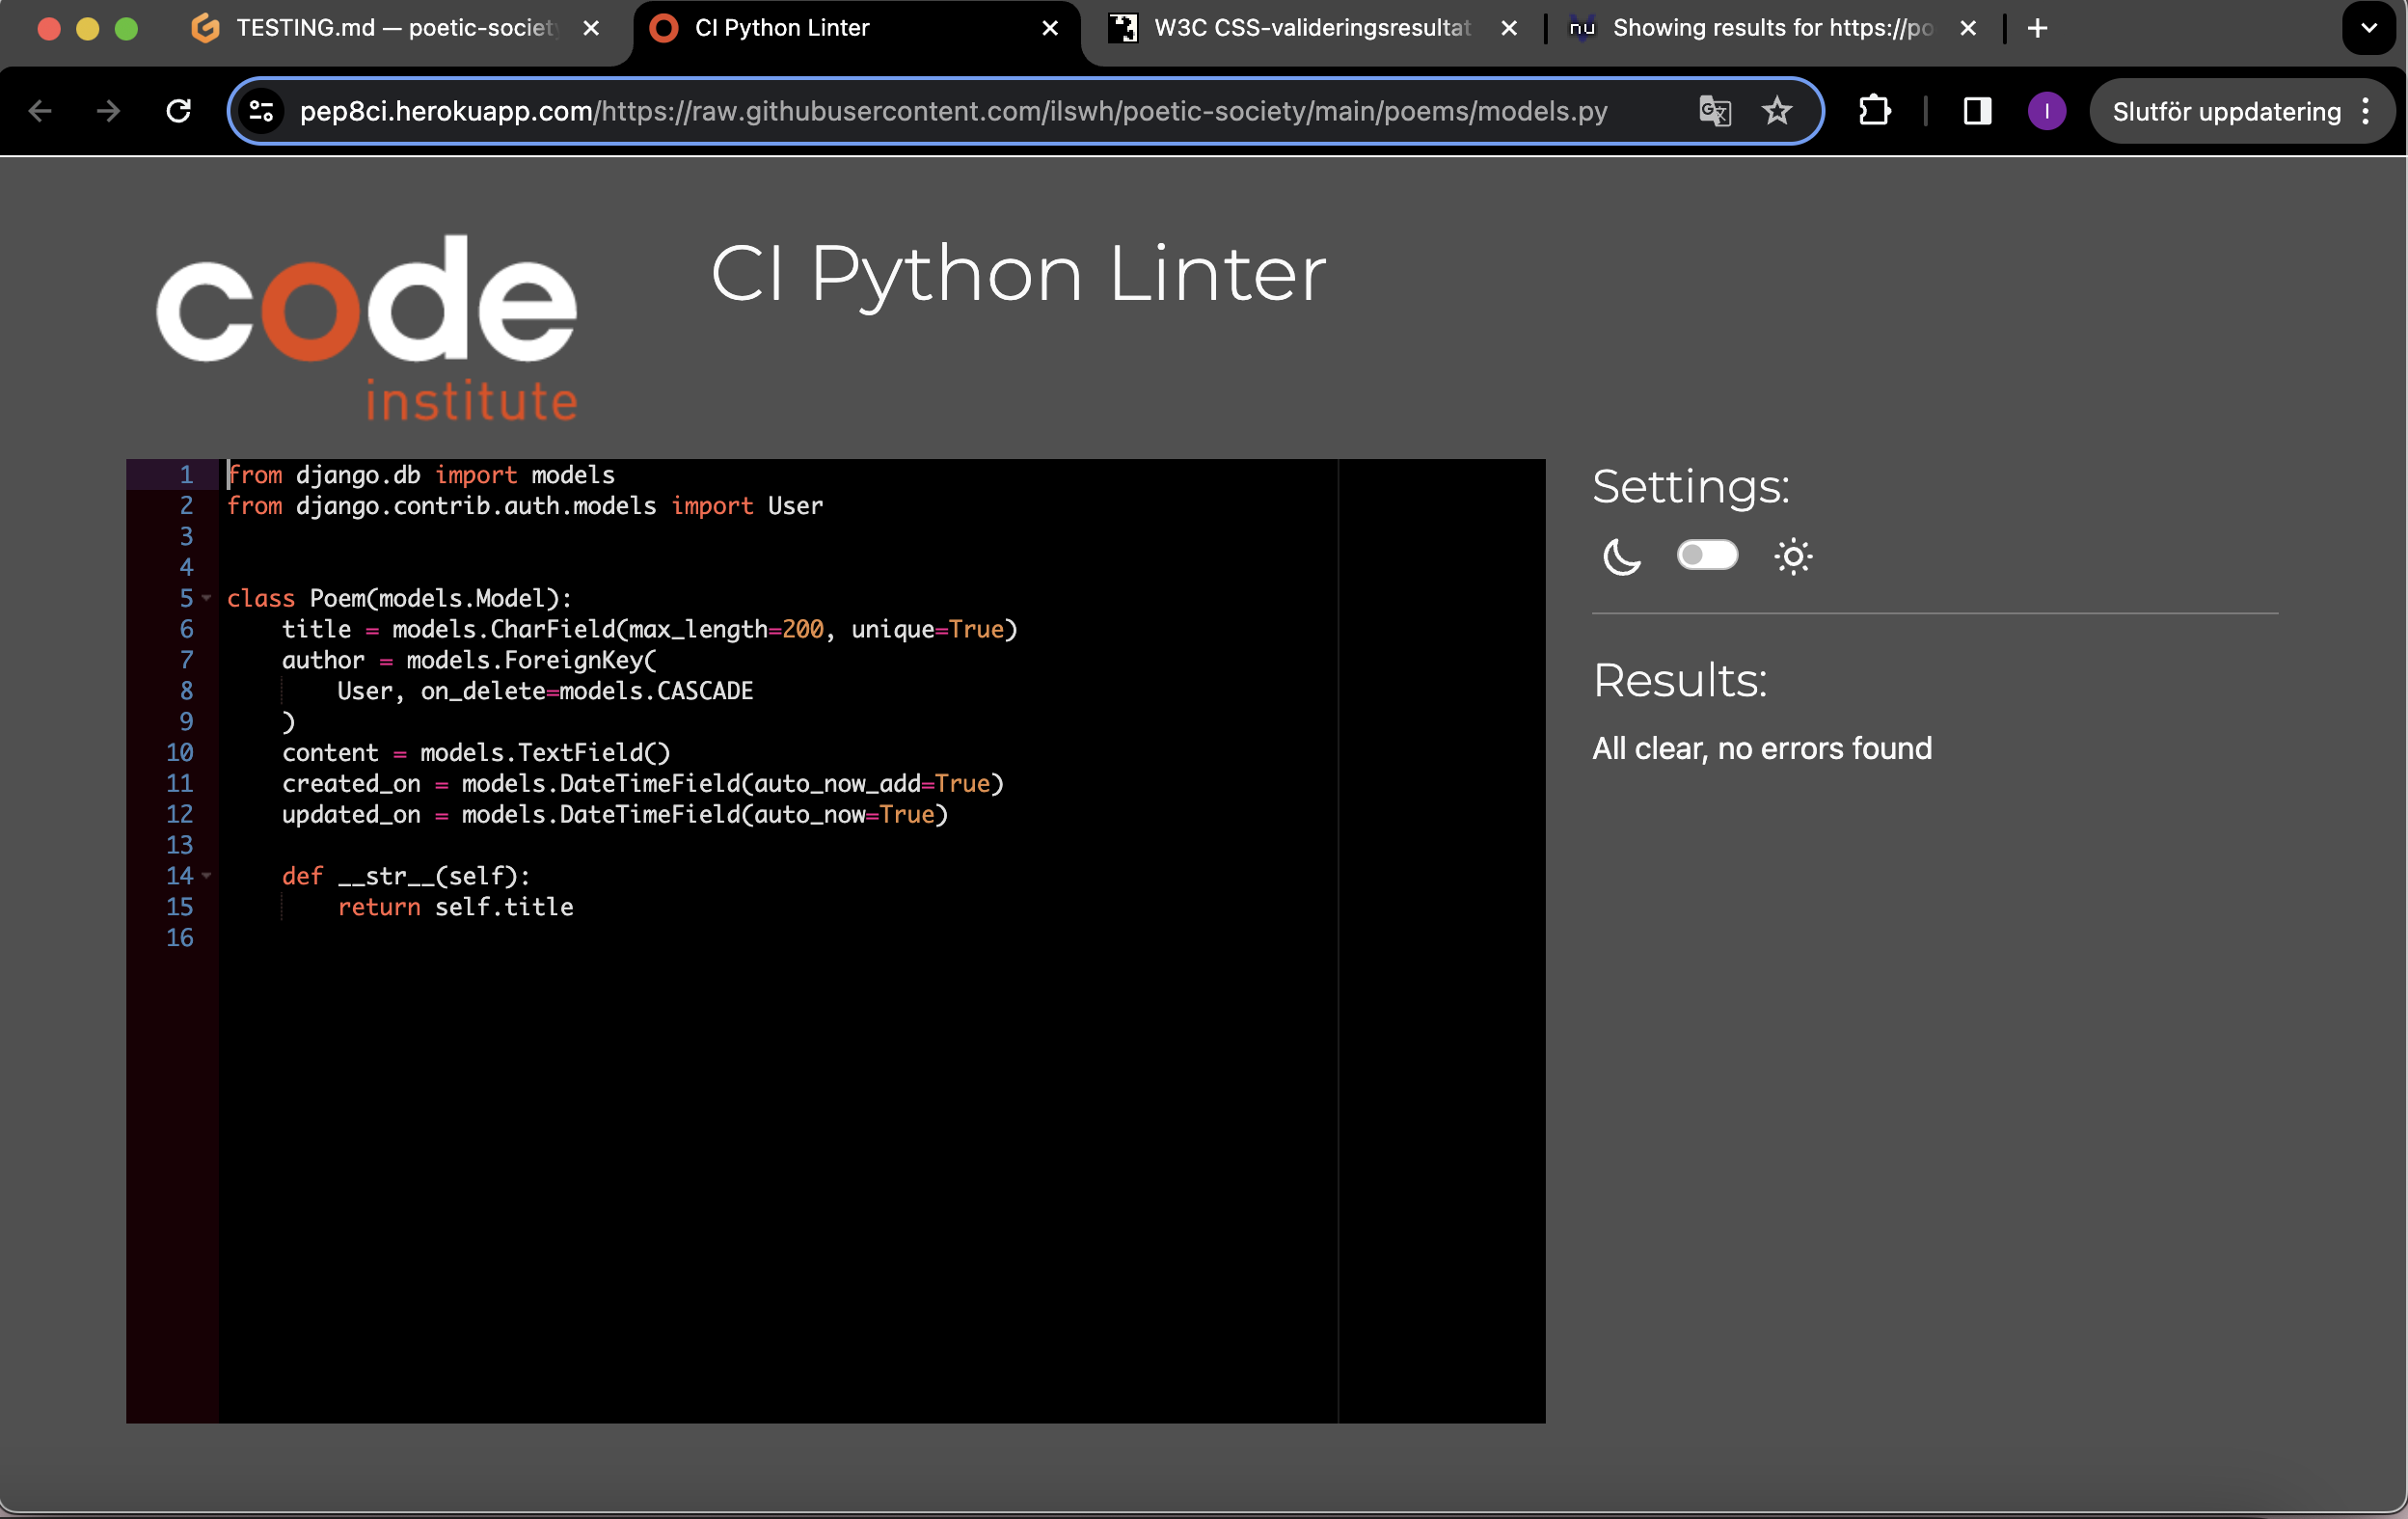 TESTING.md — poetic-society
CI Python Linter
W3C CSS-valideringsresultat
Showing results for https://po
pep8ci.herokuapp.com/https://raw.githubusercontent.com/ilswh/poetic-society/main/poems/models.py
I
Slutför uppdatering
code
institute
CI Python Linter
1 from django.db import models
2 from django.contrib.auth.models import User
3
4
5 class Poem(models.Model):
6     title = models.CharField(max_length=200, unique=True)
7     author = models.ForeignKey(
8         User, on_delete=models.CASCADE
9     )
10     content = models.TextField()
11     created_on = models.DateTimeField(auto_now_add=True)
12     updated_on = models.DateTimeField(auto_now=True)
13
14     def __str__(self):
15         return self.title
16
Settings:
Results:
All clear, no errors found